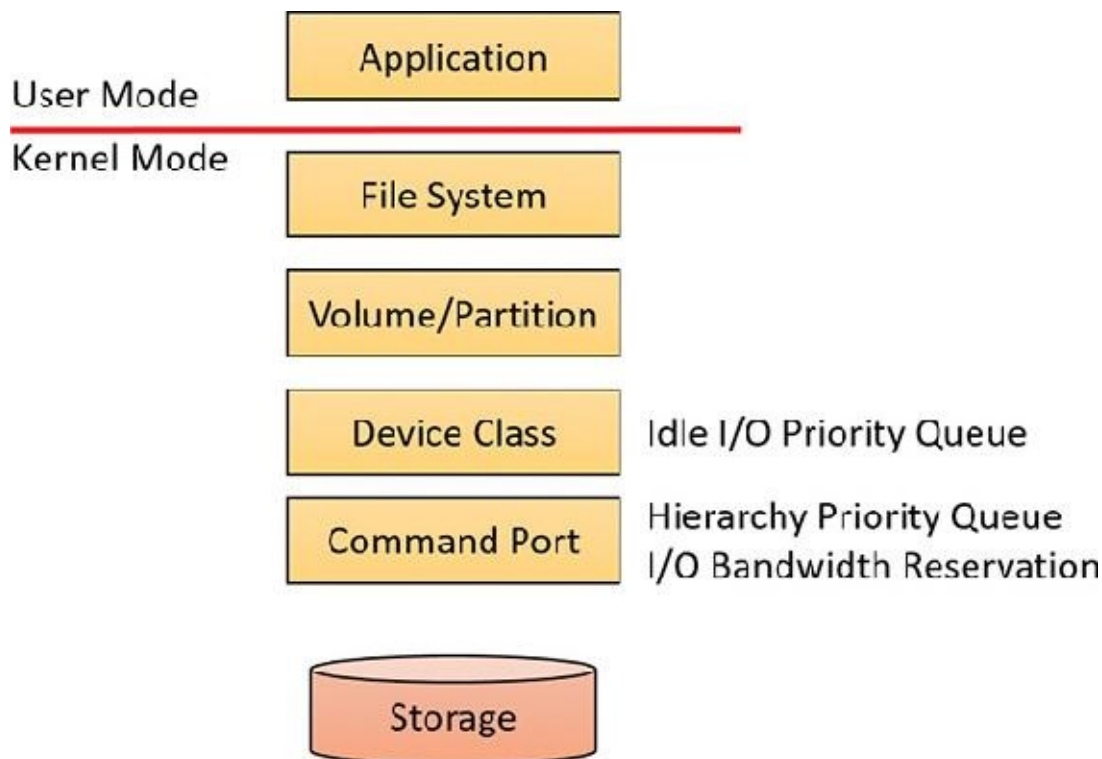 Application
User Mode
Kernel Mode
File System
Volume/Partition
Device Class
Idle I/O Priority Queue
Command Port
Hierarchy Priority Queue
I/O Bandwidth Reservation
Storage